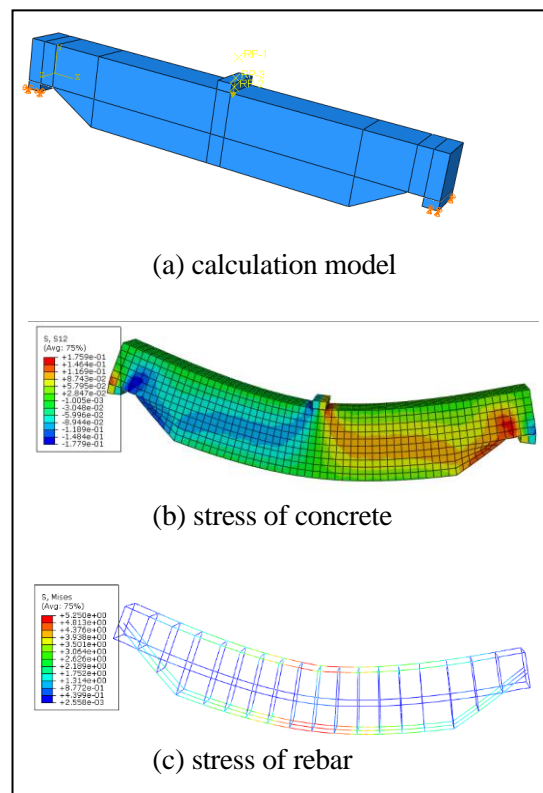 RP-1
(a) calculation model
S, S12
(Avg: 75%)
+1.759e-01
+1.464e-01
+1.169e-01
+8.743e-02
+5.795e-02
+2.847e-02
-1.005e-03
-3.048e-02
-5.996e-02
-8.944e-02
-1.189e-01
-1.484e-01
-1.779e-01
(b) stress of concrete
S, Mises
(Avg: 75%)
+5.250e+00
+4.813e+00
+4.376e+00
+3.938e+00
+3.501e+00
+3.064e+00
+2.626e+00
+2.189e+00
+1.752e+00
+1.314e+00
+8.772e-01
+4.399e-01
+2.558e-03
(c) stress of rebar